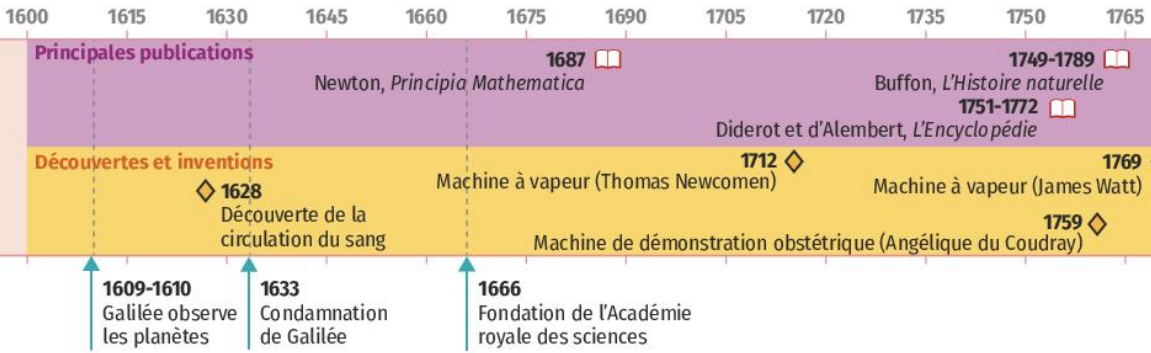 1600 1615 1630 1645 1660 1675 1690 1705 1720 1735 1750 1765
Principales publications
1687
Newton, Principia Mathematica
1749-1789
Buffon, L'Histoire naturelle
1751-1772
Diderot et d'Alembert, L'Encyclopédie
Découvertes et inventions
1628
Découverte de la
circulation du sang
1712
Machine à vapeur (Thomas Newcomen)
1769
Machine à vapeur (James Watt)
1759
Machine de démonstration obstétrique (Angélique du Coudray)
1609-1610
Galilée observe
les planètes
1633
Condamnation
de Galilée
1666
Fondation de l'Académie
royale des sciences